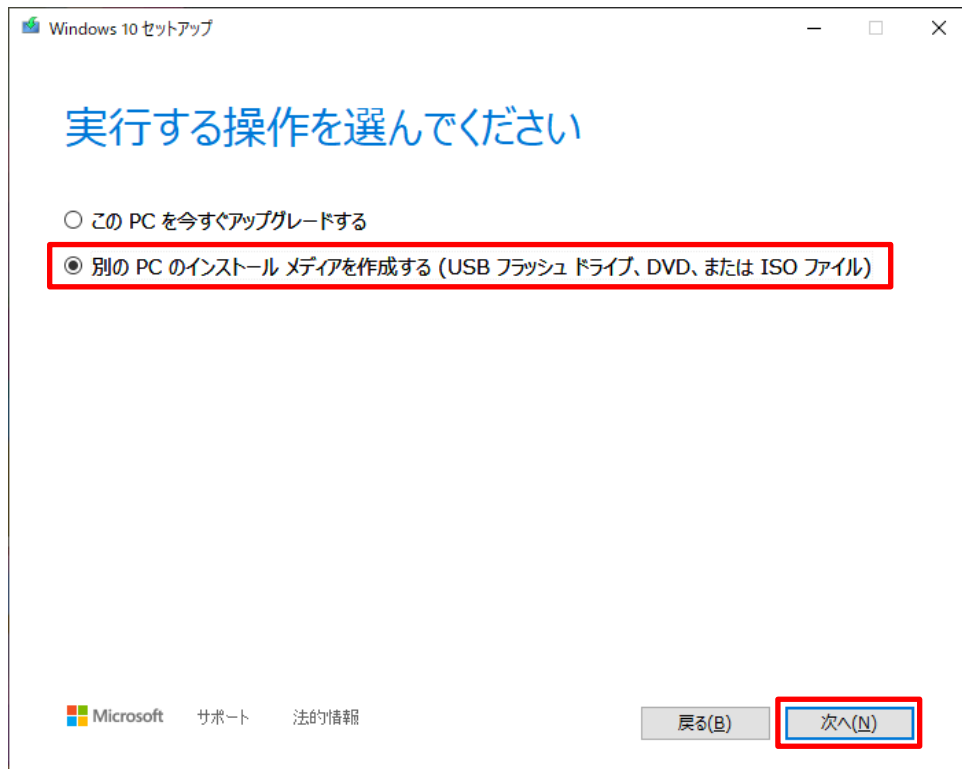 Windows 10 セットアップ
実行する操作を選んでください
この PC を今すぐアップグレードする
別の PC のインストール メディアを作成する (USB フラッシュ ドライブ、DVD、または ISO ファイル)
Microsoft サポート 法的情報 戻る(B) 次へ(N)